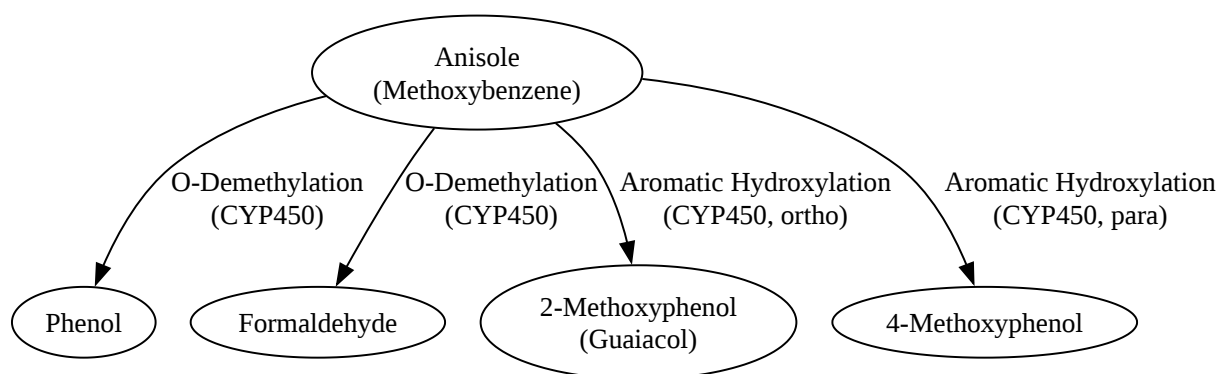 Anisole
(Methoxybenzene)
O-Demethylation
(CYP450)
O-Demethylation
(CYP450)
Aromatic Hydroxylation
(CYP450, ortho)
Aromatic Hydroxylation
(CYP450, para)
Phenol
Formaldehyde
2-Methoxyphenol
(Guaiacol)
4-Methoxyphenol